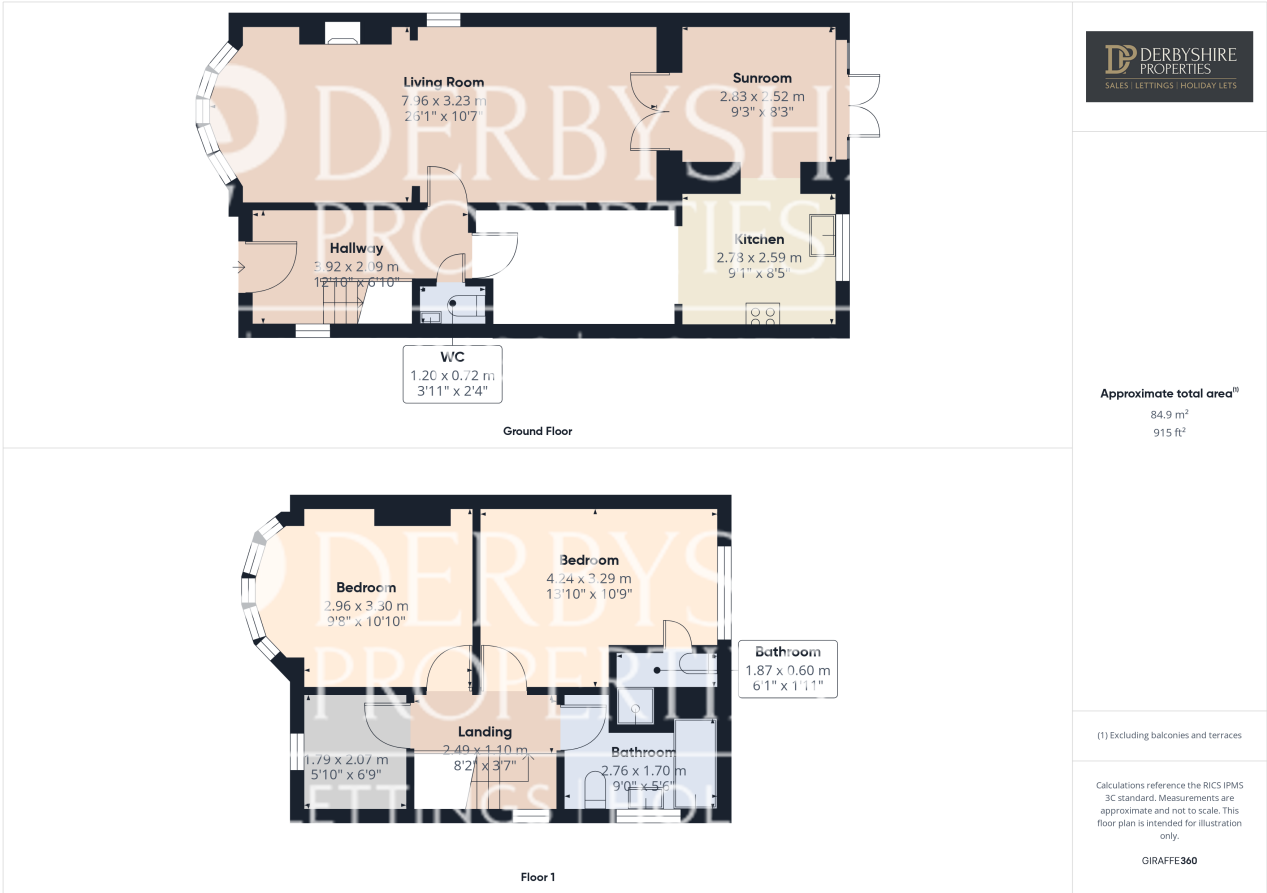 Living Room
7.96 x 3.23 m
26'1" x 10'7"
Sunroom
2.83 x 2.52 m
9'3" x 8'3"
Hallway
3.92 x 2.09 m
12'10" x 6'10"
Kitchen
2.78 x 2.59 m
9'1" x 8'5"
WC
1.20 x 0.72 m
3'11" x 2'4"
Ground Floor
Bedroom
2.96 x 3.30 m
9'8" x 10'10"
Bedroom
4.24 x 3.29 m
13'10" x 10'9"
Bathroom
1.87 x 0.60 m
6'1" x 1'11"
Landing
2.49 x 1.10 m
8'2" x 3'7"
1.79 x 2.07 m
5'10" x 6'9"
Bathroom
2.76 x 1.70 m
9'0" x 5'6"
Floor 1
DERBYSHI
PROPERTIES
DERBYS
PROPERTI
LETTINGS | HOL
DP DERBYSHIRE
PROPERTIES
SALES | LETTINGS | HOLIDAY LETS
Approximate total area(1)
84.9 m²
915 ft²
(1) Excluding balconies and terraces
Calculations reference the RICS IPMS
3C standard. Measurements are
approximate and not to scale. This
floor plan is intended for illustration
only.
GIRAFFE360